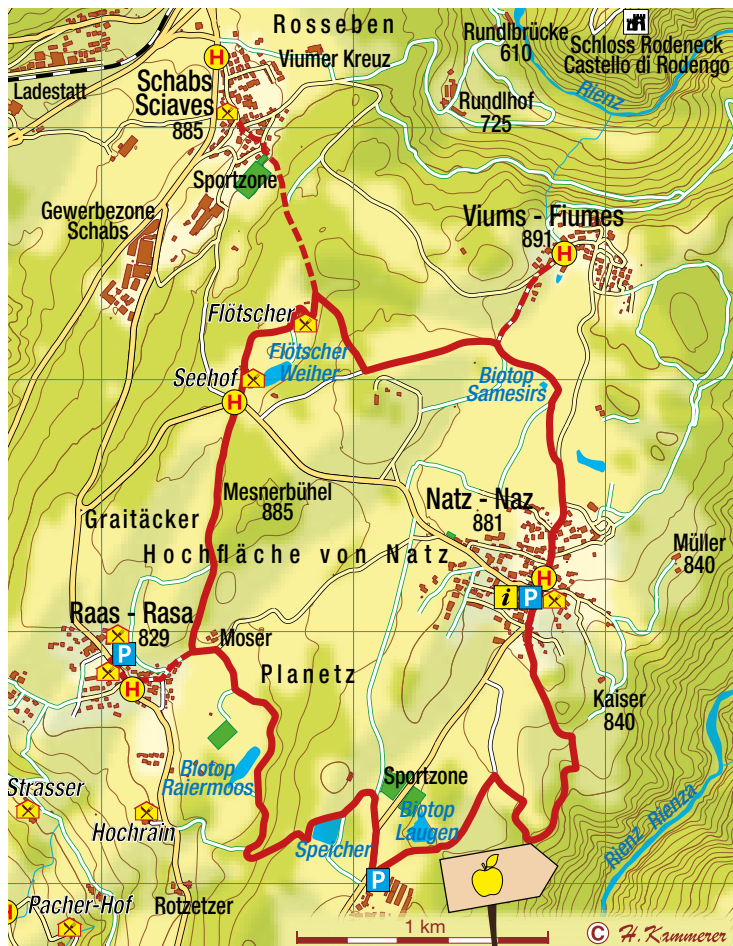 Rosseben
Rundlbrücke
610
Schloss Rodeneck
Castello di Rodengo
H
Viumer Kreuz
Ladestatt
Schabs
Sciaves
885
Rienz
Rundlhof
725
Sportzone
Viums - Fiumes
891
H
Gewerbezone
Schabs
Flötscher
Flötscher
Weiher
Seehof
H
Biotop
Samesirs
Mesnerbühel
885
Natz - Naz
881
Graitäcker
Hochfläche von Natz
Müller
840
H
i
P
Raas - Rasa
829
P
Moser
H
Planetz
Kaiser
840
Biotop
Raiermoos
Sportzone
Strasser
Hochrain
Biotop
Laugen
Speicher
Rienz Rienza
P
Pacher-Hof
Rotzetzer
H
1 km
© H. Kammerer